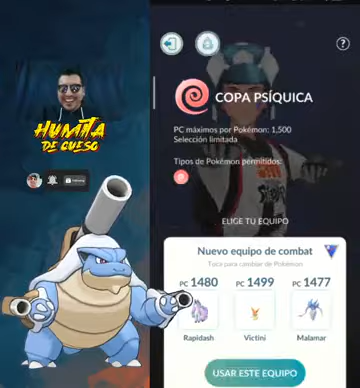 HUMITA
DE QUESO
COPA PSÍQUICA
PC máximos por Pokémon: 1,500
Selección limitada
Tipos de Pokémon permitidos:
ELIGE TU EQUIPO
Nuevo equipo de combat
Toca para cambiar de Pokémon
PC 1480
PC 1499
PC 1477
Rapidash
Victini
Malamar
USAR ESTE EQUIPO